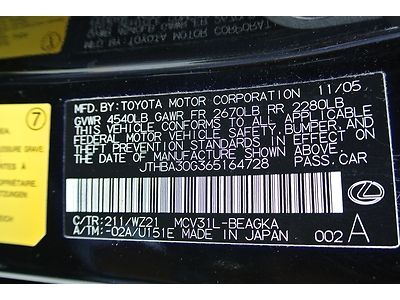 MFD. BY: TOYOTA MOTOR CORPORATION 11/05
GVWR 4540LB GAWR FR 2670LB RR 2280LB
THIS VEHICLE CONFORMS TO ALL APPLICABLE
FEDERAL MOTOR VEHICLE SAFETY, BUMPER, AND
THEFT PREVENTION STANDARDS IN EFFECT ON
THE DATE OF MANUFACTURE SHOWN ABOVE.
JTHBA30G365164728 PASS. CAR
C/TR: 211/WZ21 MCV31L-BEAGKA
A/TM: -02A/U151E MADE IN JAPAN 002 A
7
PRESSURE GRAVE